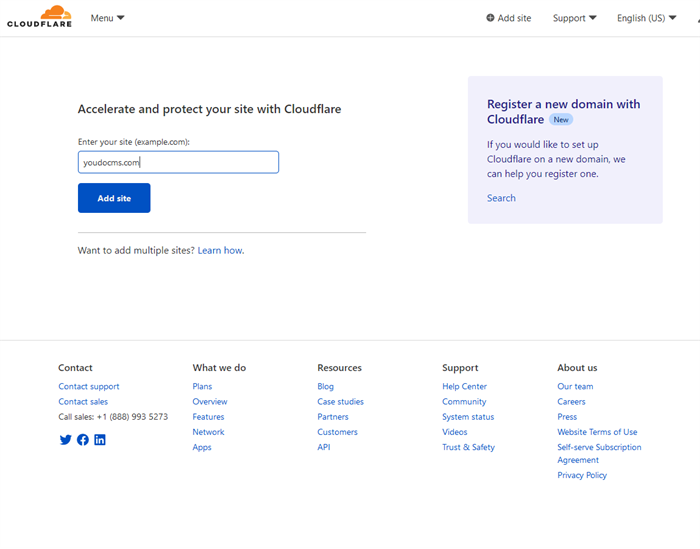 CLOUDFLARE
Menu
Add site
Support
English (US)
Accelerate and protect your site with Cloudflare
Enter your site (example.com):
youdocms.com
Add site
Want to add multiple sites? Learn how.
Register a new domain with
Cloudflare New
If you would like to set up
Cloudflare on a new domain, we
can help you register one.
Search
Contact
Contact support
Contact sales
Call sales: +1 (888) 993 5273
What we do
Plans
Overview
Features
Network
Apps
Resources
Blog
Case studies
Partners
Customers
API
Support
Help Center
Community
System status
Videos
Trust & Safety
About us
Our team
Careers
Press
Website Terms of Use
Self-serve Subscription
Agreement
Privacy Policy